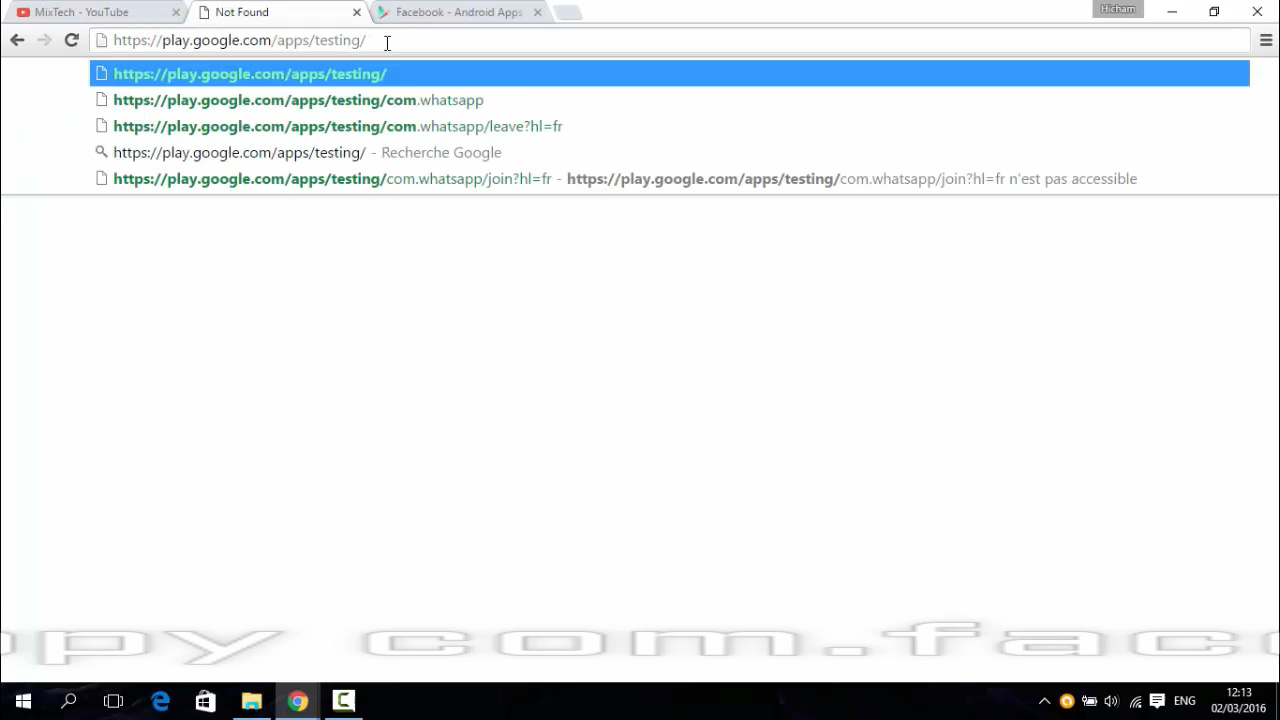 MixTech - YouTube
Not Found
Facebook - Android Apps
Hicham
https://play.google.com/apps/testing/
https://play.google.com/apps/testing/
https://play.google.com/apps/testing/com.whatsapp
https://play.google.com/apps/testing/com.whatsapp/leave?hl=fr
https://play.google.com/apps/testing/ - Recherche Google
https://play.google.com/apps/testing/com.whatsapp/join?hl=fr - https://play.google.com/apps/testing/com.whatsapp/join?hl=fr n'est pas accessible
opy com.fac
ENG
12:13
02/03/2016